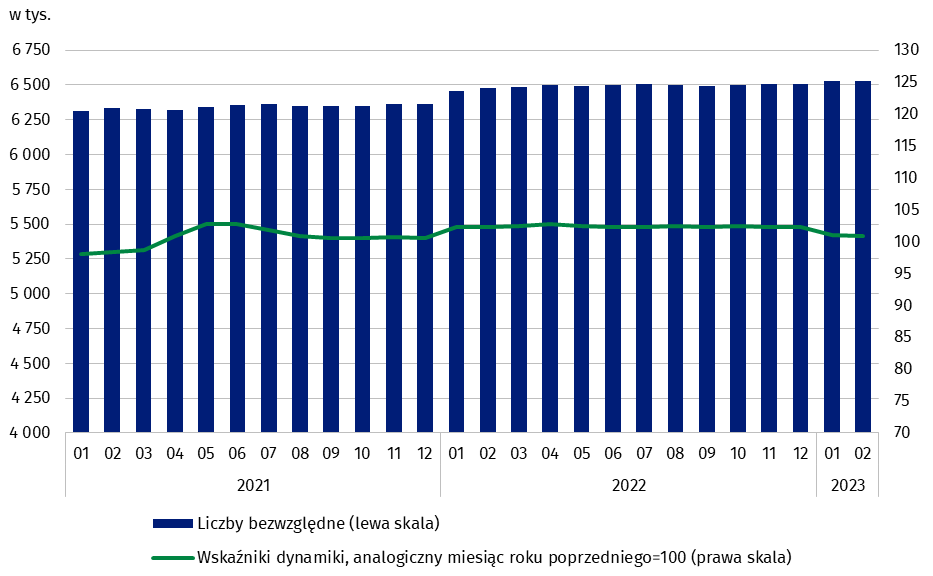 w tys.
6 750 130
6 500 125
6 250 120
6 000 115
5 750 110
5 500 105
5 250 100
5 000 95
4 750 90
4 500 85
4 250 80
4 000 75
70
01 02 03 04 05 06 07 08 09 10 11 12 01 02 03 04 05 06 07 08 09 10 11 12 01 02
2021 2022 2023
Liczby bezwzględne (lewa skala)
Wskaźniki dynamiki, analogiczny miesiąc roku poprzedniego=100 (prawa skala)